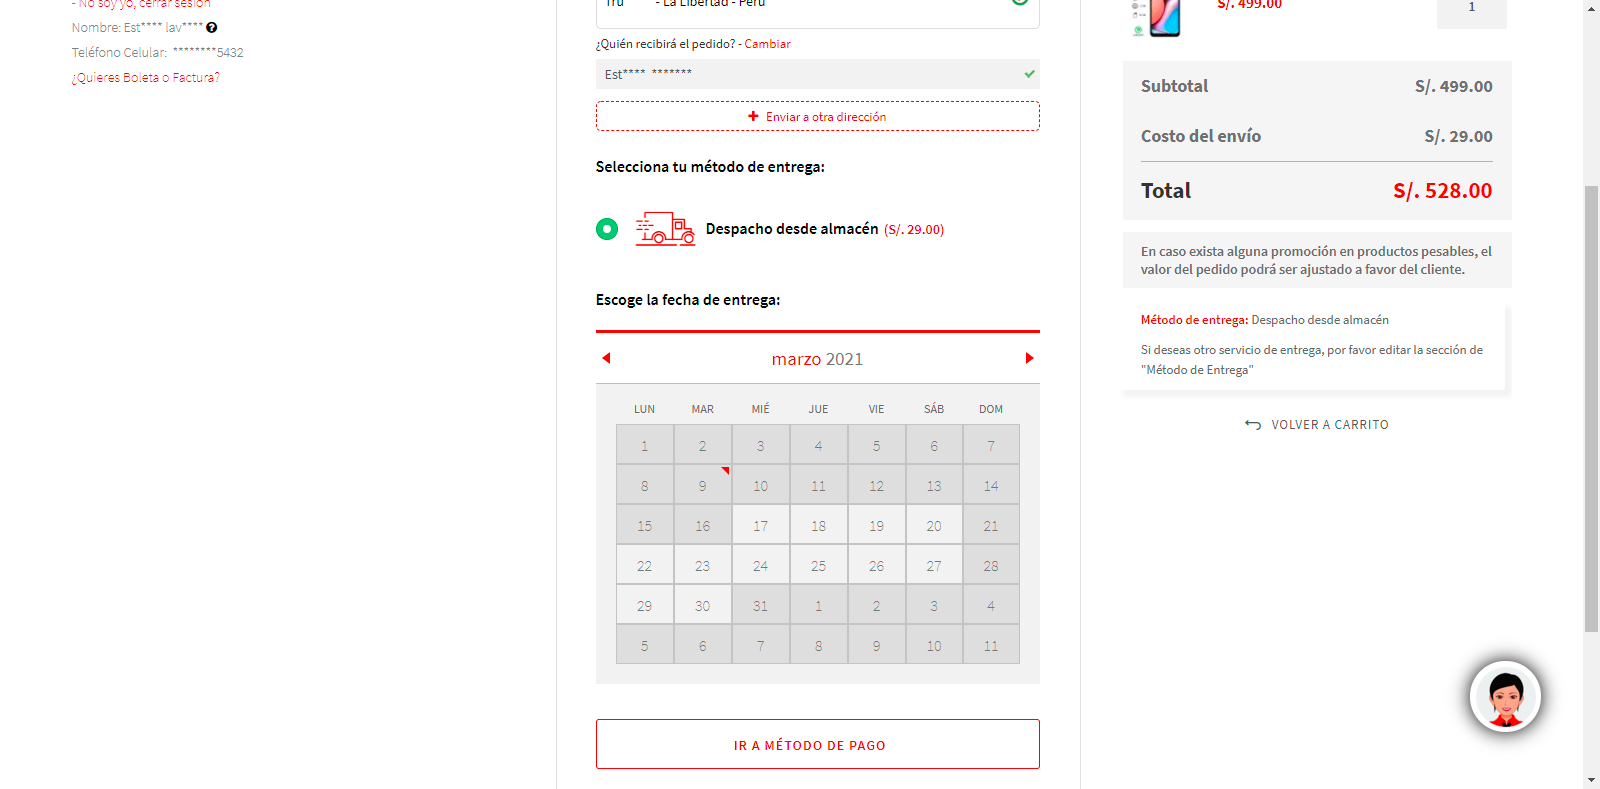 - No soy yo, cerrar sesión
Nombre: Est**** lav****
Teléfono Celular: ********5432
¿Quieres Boleta o Factura?
Tru - La Libertad - Perú
¿Quién recibirá el pedido? - Cambiar
Est**** *******
+ Enviar a otra dirección
Selecciona tu método de entrega:
Despacho desde almacén (S/. 29.00)
Escoge la fecha de entrega:
marzo 2021
LUN MAR MIÉ JUE VIE SÁB DOM
1 2 3 4 5 6 7
8 9 10 11 12 13 14
15 16 17 18 19 20 21
22 23 24 25 26 27 28
29 30 31 1 2 3 4
5 6 7 8 9 10 11
IR A MÉTODO DE PAGO
S/. 499.00
1
Subtotal S/. 499.00
Costo del envío S/. 29.00
Total S/. 528.00
En caso exista alguna promoción en productos pesables, el
valor del pedido podrá ser ajustado a favor del cliente.
Método de entrega: Despacho desde almacén
Si deseas otro servicio de entrega, por favor editar la sección de
"Método de Entrega"
VOLVER A CARRITO